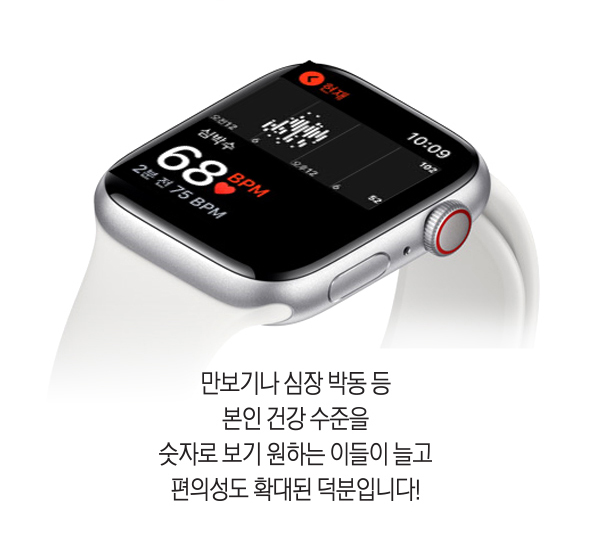 현재
10:09
102
52
오전12
6
오후12
6
심박수
68 BPM
2분 전 75 BPM
만보기나 심장 박동 등
본인 건강 수준을
숫자로 보기 원하는 이들이 늘고
편의성도 확대된 덕분입니다!